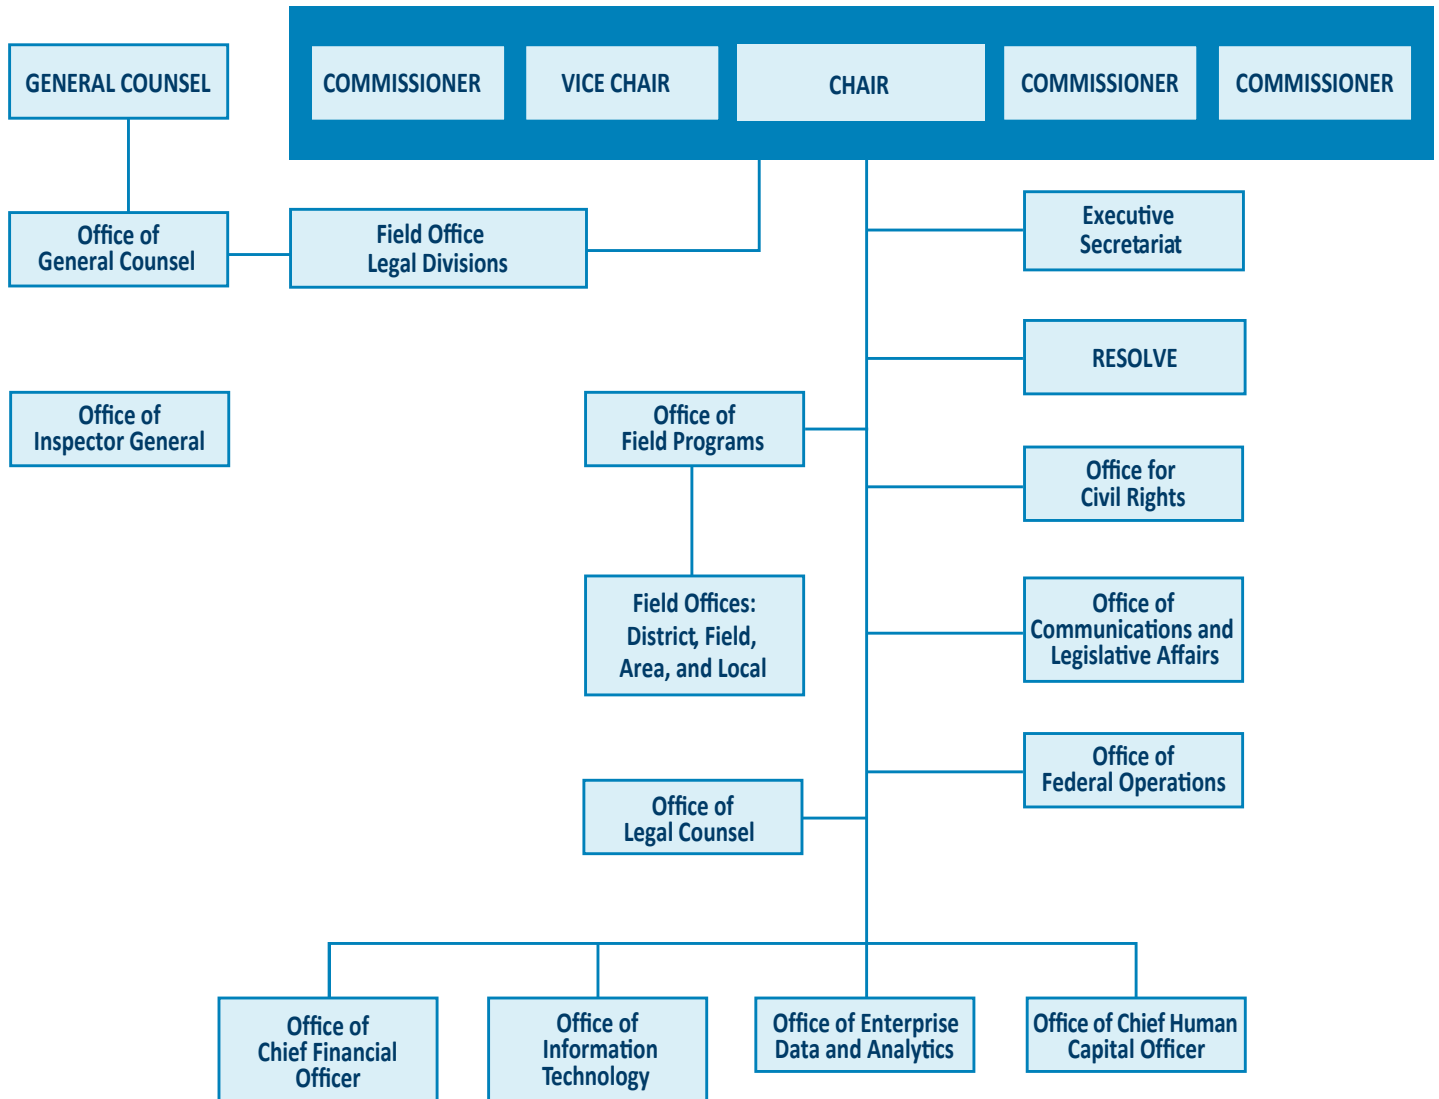 GENERAL COUNSEL
COMMISSIONER
VICE CHAIR
CHAIR
COMMISSIONER
COMMISSIONER
Office of
General Counsel
Field Office
Legal Divisions
Executive
Secretariat
RESOLVE
Office of
Inspector General
Office of
Field Programs
Office for
Civil Rights
Field Offices:
District, Field,
Area, and Local
Office of
Communications and
Legislative Affairs
Office of
Federal Operations
Office of
Legal Counsel
Office of
Chief Financial
Officer
Office of
Information
Technology
Office of Enterprise
Data and Analytics
Office of Chief Human
Capital Officer